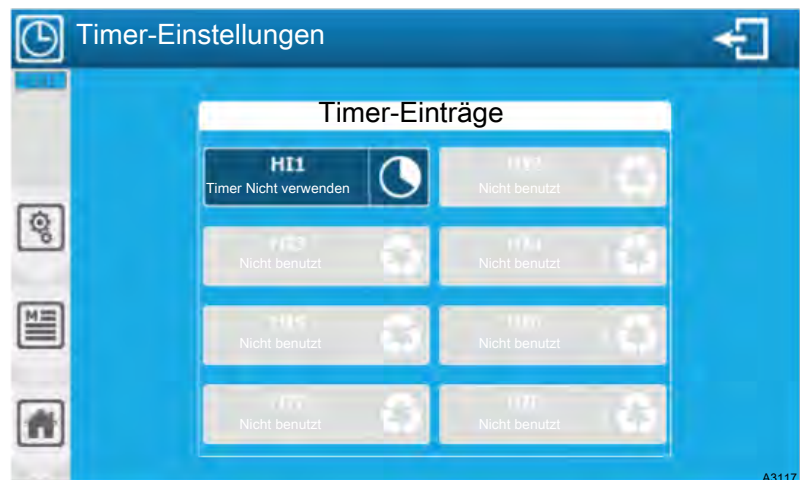 Timer-Einstellungen
Timer-Einträge
HI1
Timer Nicht verwenden
Nicht benutzt
Nicht benutzt
Nicht benutzt
Nicht benutzt
Nicht benutzt
Nicht benutzt
Nicht benutzt
M
A3117